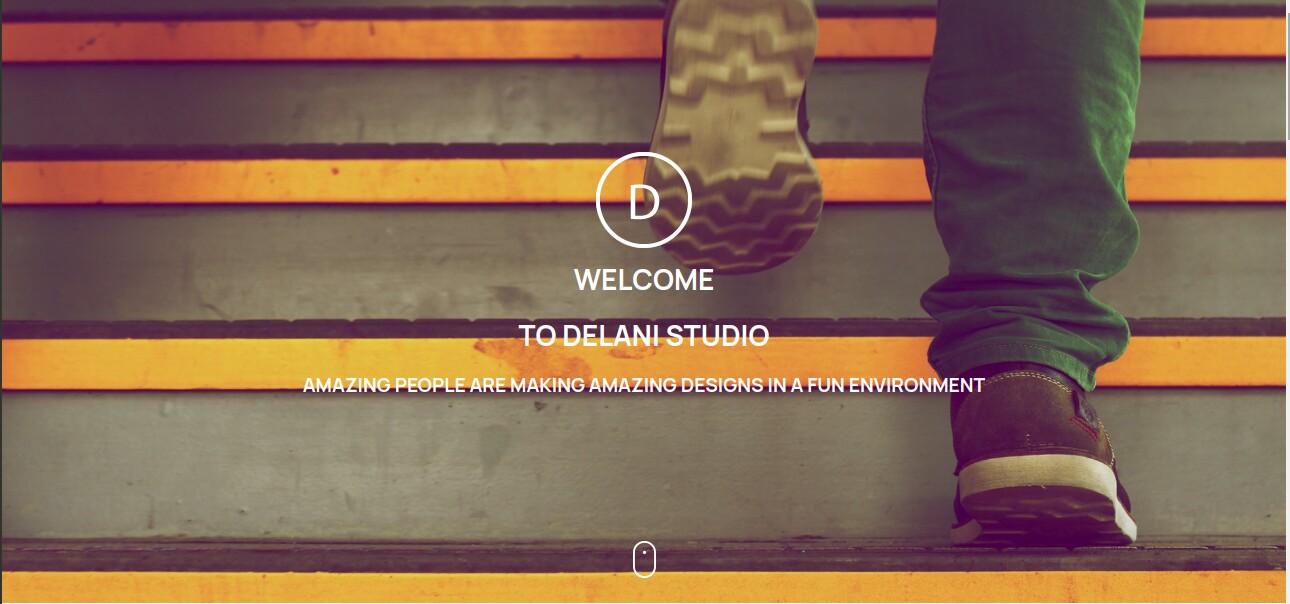 D
WELCOME
TO DELANI STUDIO
AMAZING PEOPLE ARE MAKING AMAZING DESIGNS IN A FUN ENVIRONMENT